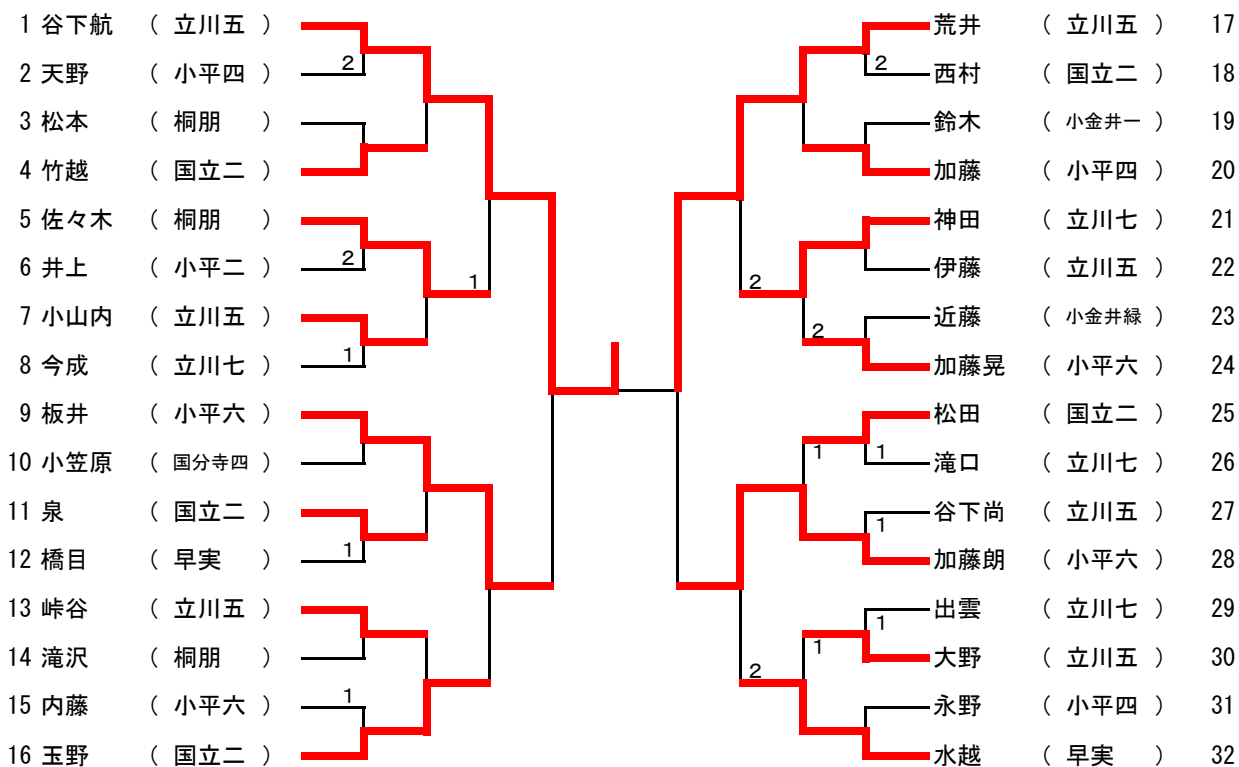 1 谷下航 （ 立川五 ）
2 天野 （ 小平四 ）
2
3 松本 （ 桐朋 ）
4 竹越 （ 国立二 ）
5 佐々木 （ 桐朋 ）
6 井上 （ 小平二 ）
2
1
7 小山内 （ 立川五 ）
8 今成 （ 立川七 ）
1
9 板井 （ 小平六 ）
10 小笠原 （ 国分寺四 ）
11 泉 （ 国立二 ）
12 橋目 （ 早実 ）
1
13 峠谷 （ 立川五 ）
14 滝沢 （ 桐朋 ）
15 内藤 （ 小平六 ）
1
16 玉野 （ 国立二 ）
荒井 （ 立川五 ） 17
2
西村 （ 国立二 ） 18
鈴木 （ 小金井一 ） 19
加藤 （ 小平四 ） 20
神田 （ 立川七 ） 21
伊藤 （ 立川五 ） 22
2
近藤 （ 小金井緑 ） 23
2
加藤晃 （ 小平六 ） 24
松田 （ 国立二 ） 25
1
1
滝口 （ 立川七 ） 26
谷下尚 （ 立川五 ） 27
1
加藤朗 （ 小平六 ） 28
出雲 （ 立川七 ） 29
1
1
大野 （ 立川五 ） 30
2
永野 （ 小平四 ） 31
水越 （ 早実 ） 32